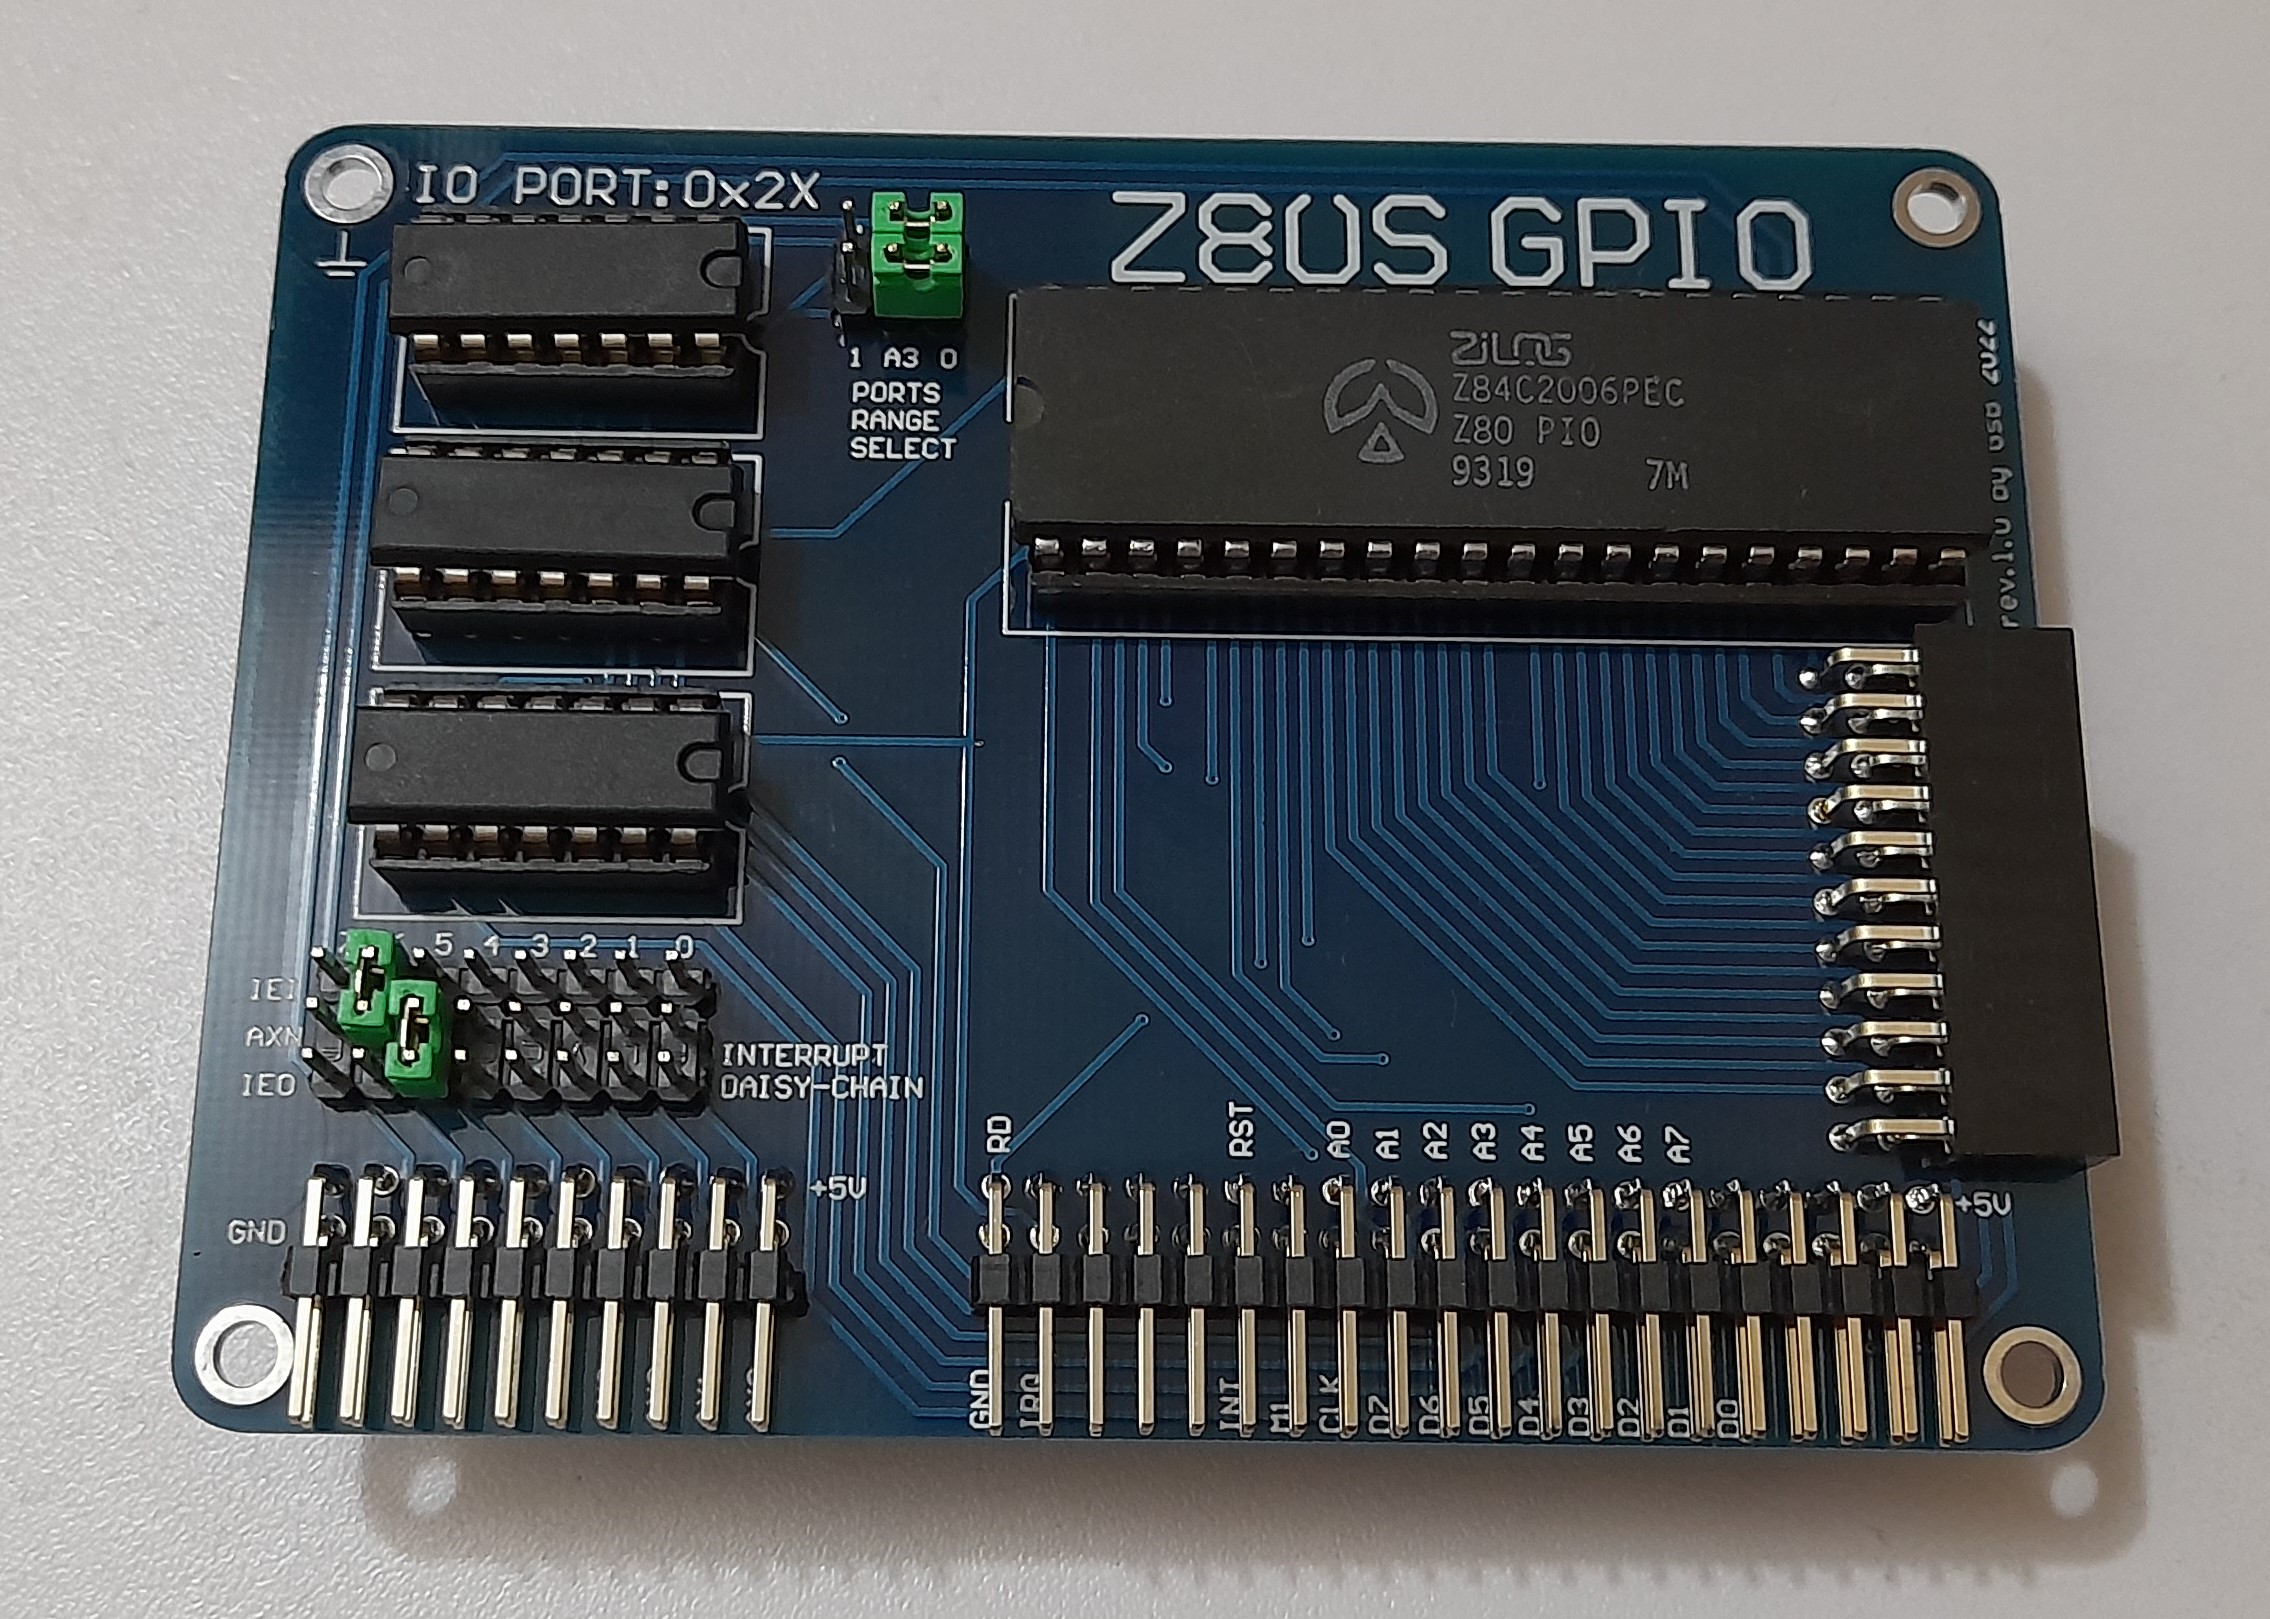 IO PORT:0x2X
Z80S GPIO
1 A3 0
PORTS
RANGE
SELECT
ZiLOG
Z84C2006PEC
Z80 PIO
9319 7M
rev.1.0 by 2022
5 4 3 2 1 0
IEI
AXN
IEO
INTERRUPT
DAISY-CHAIN
+5V
GND
RD
RST
A0
A1
A2
A3
A4
A5
A6
A7
+5V
GND
IRQ
INT
M1
CLK
D7
D6
D5
D4
D3
D2
D1
D0